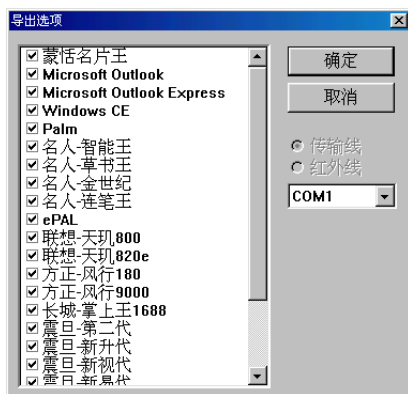 导出选项
蒙恬名片王
Microsoft Outlook
Microsoft Outlook Express
Windows CE
Palm
名人-智能王
名人-草书王
名人-金世纪
名人-连笔王
ePAL
联想-天玑800
联想-天玑820e
方正-风行180
方正-风行9000
长城-掌上王1688
震旦-第二代
震旦-新升代
震旦-新视代
震旦-新易代
确定
取消
传输线
红外线
COM1